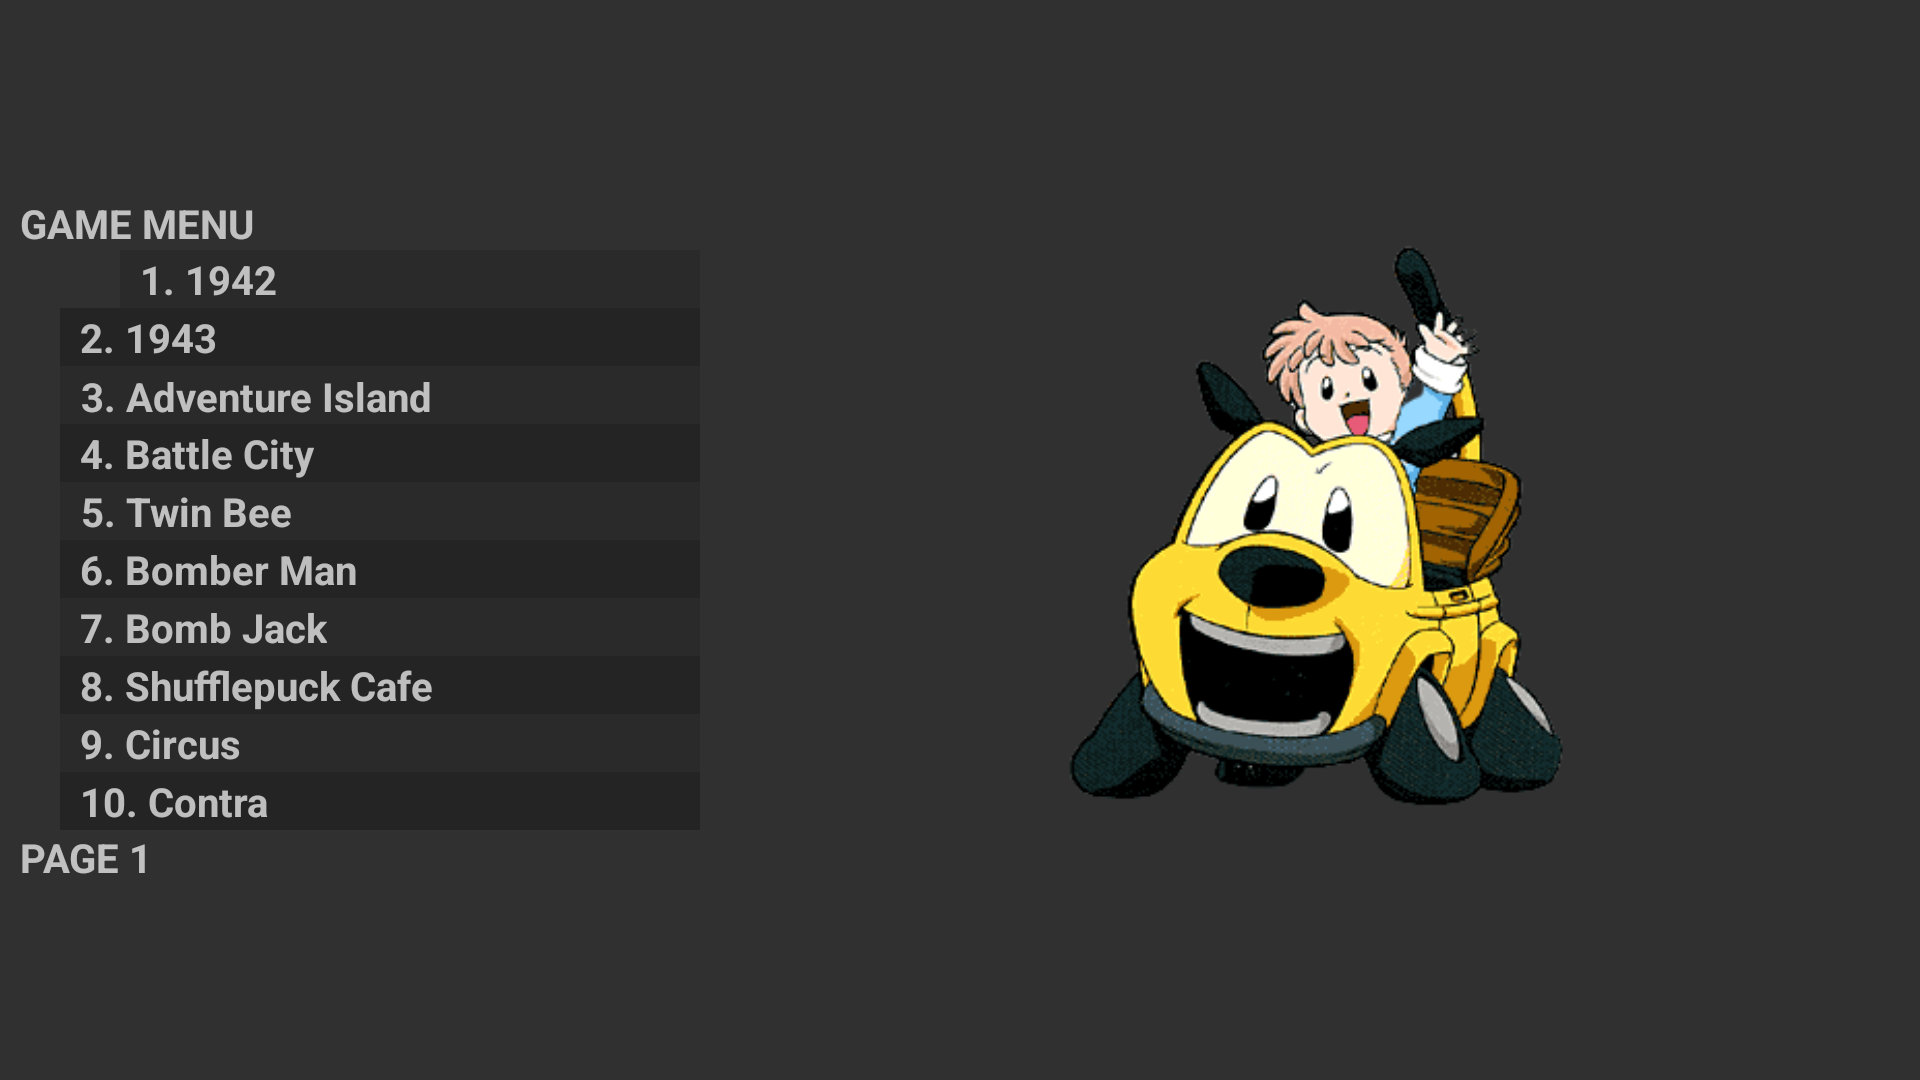 GAME MENU
1. 1942
2. 1943
3. Adventure Island
4. Battle City
5. Twin Bee
6. Bomber Man
7. Bomb Jack
8. Shufflepuck Cafe
9. Circus
10. Contra
PAGE 1